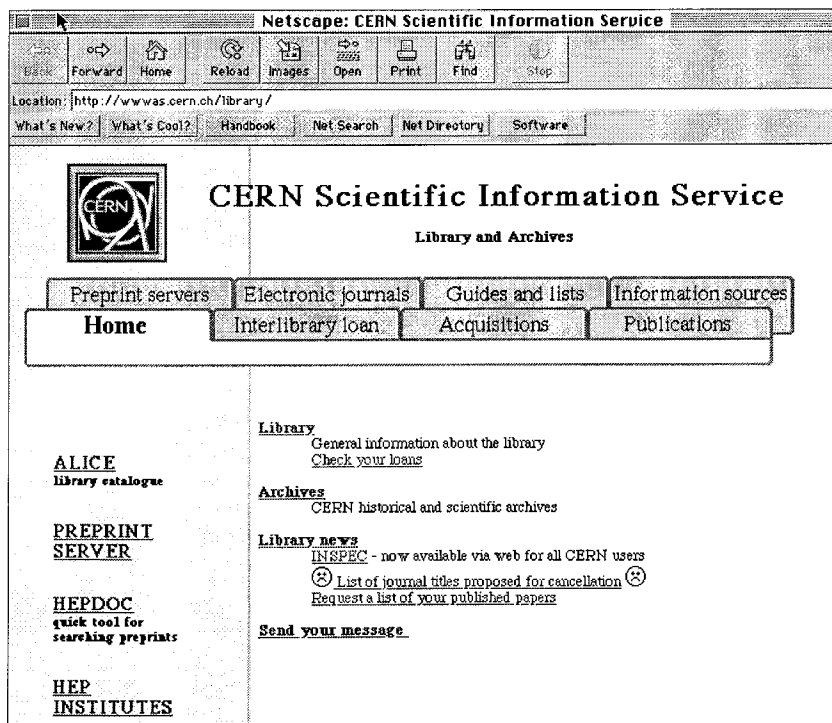 Netscape: CERN Scientific Information Service
Back Forward Home Reload Images Open Print Find Stop
Location: http://wwwas.cern.ch/library/
What's New? What's Cool? Handbook Net Search Net Directory Software
CERN
CERN Scientific Information Service
Library and Archives
Preprint servers Electronic journals Guides and lists Information sources
Home Interlibrary loan Acquisitions Publications
ALICE
library catalogue
PREPRINT
SERVER
HEPDOC
quick tool for
searching preprints
HEP
INSTITUTES
Library
General information about the library
Check your loans
Archives
CERN historical and scientific archives
Library news
INSPEC - now available via web for all CERN users
List of journal titles proposed for cancellation
Request a list of your published papers
Send your message